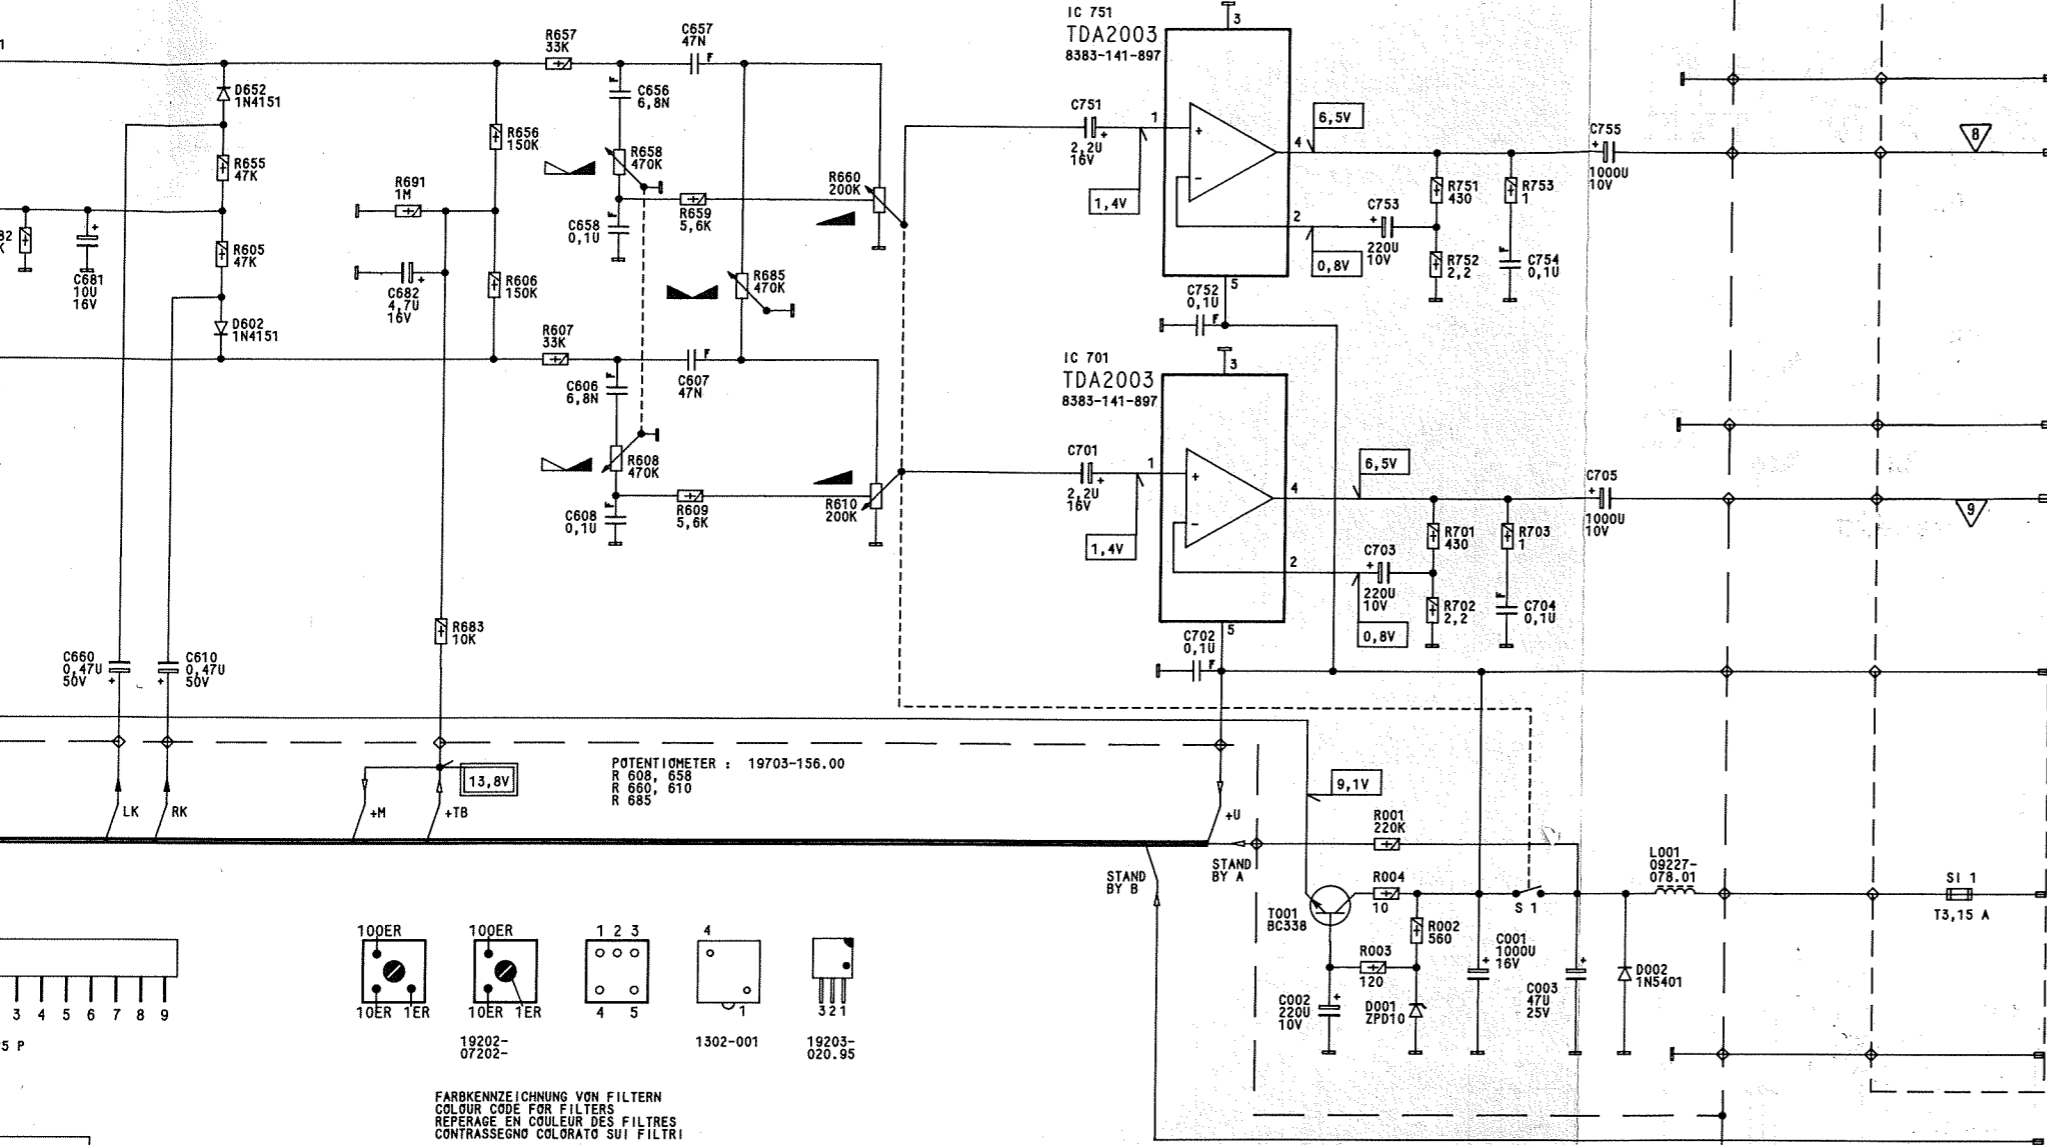 IC 751
TDA2003
8383-141-897
3
R657
33K
C657
47N
F
D652
1N4151
F
C656
6,8N
R656
150K
C751
2,2U
16V
+
1
+
-
1,4V
4
6,5V
C755
+
1000U
10V
8
R655
47K
R658
470K
R691
1M
R660
200K
R659
5,6K
F
C658
0,1U
R751
430
R753
1
C753
+
220U
10V
2
0,8V
R752
2,2
F
C754
0,1U
R605
47K
+
C681
10U
16V
C682
4,7U
16V
+
R606
150K
R685
470K
5
C752
0,1U
F
D602
1N4151
R607
33K
F
C606
6,8N
F
C607
47N
IC 701
TDA2003
8383-141-897
3
R608
470K
R610
200K
R609
5,6K
F
C608
0,1U
C701
2,2U
16V
+
1
+
-
1,4V
4
6,5V
C705
+
1000U
10V
9
R701
430
R703
1
C703
+
220U
10V
2
0,8V
R702
2,2
F
C704
0,1U
5
C702
0,1U
F
R683
10K
C660
0,47U
50V
+
C610
0,47U
50V
+
13,8V
LK
RK
+M
+TB
POTENTIOMETER : 19703-156.00
R 608, 658
R 660, 610
R 685
+U
9,1V
R001
220K
STAND
BY B
STAND
BY A
L001
09227-
078.01
R004
10
S 1
SI 1
T3,15 A
T001
BC338
R002
560
C001
1000U
16V
+
R003
120
C002
220U
10V
+
D001
ZPD10
C003
47U
25V
+
D002
1N5401
3 4 5 6 7 8 9
5 P
100ER
10ER 1ER
100ER
10ER 1ER
19202-
07202-
1 2 3
4 5
4
1
1302-001
321
19203-
020.95
FARBKENNZEICHNUNG VON FILTERN
COLOUR CODE FOR FILTERS
REPERAGE EN COULEUR DES FILTRES
CONTRASSEGNO COLORATO SUI FILTRI